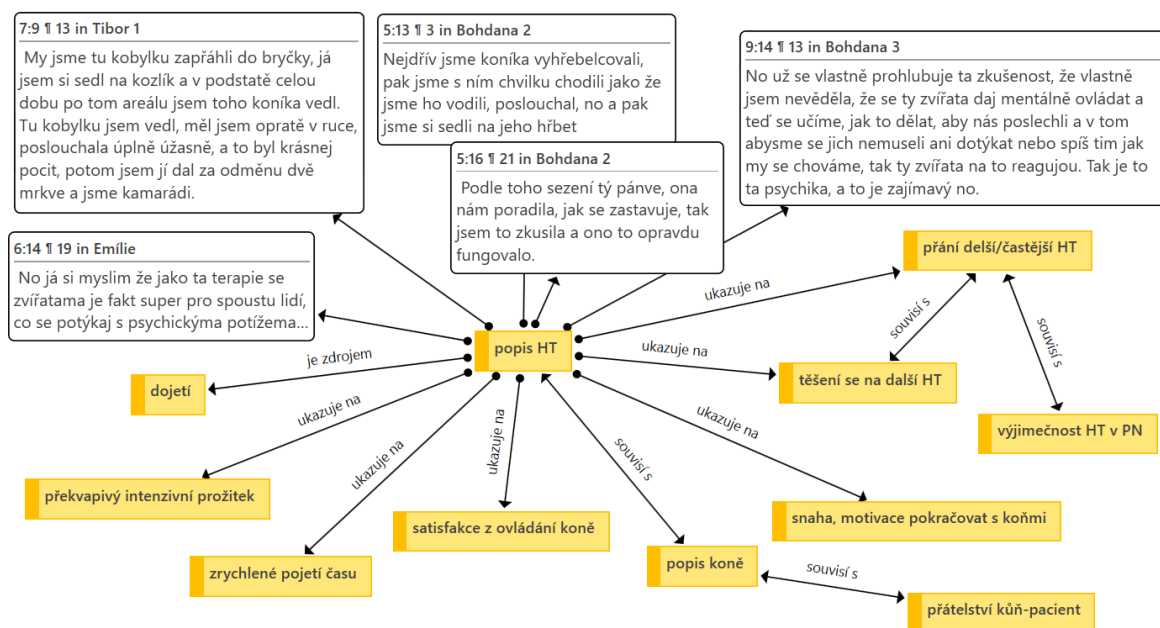 7:9 ¶ 13 in Tibor 1
My jsme tu kobylku zapřáhli do bryčky, já
jsem si sedl na kozlík a v podstatě celou
dobu po tom areálu jsem toho koníka vedl.
Tu kobylku jsem vedl, měl jsem opratě v ruce,
poslouchala úplně úžasně, a to byl krásnej
pocit, potom jsem jí dal za odměnu dvě
mrkve a jsme kamarádi.
5:13 ¶ 3 in Bohdana 2
Nejdřív jsme koníka vyhřebelcovali,
pak jsme s ním chvilku chodili jako že
jsme ho vodili, poslouchal, no a pak
jsme si sedli na jeho hřbet
9:14 ¶ 13 in Bohdana 3
No už se vlastně prohlubuje ta zkušenost, že vlastně
jsem nevěděla, že se ty zvířata daj mentálně ovládat a
teď se učíme, jak to dělat, aby nás poslechli a v tom
abysme se jich nemuseli ani dotýkat nebo spíš tim jak
my se chováme, tak ty zvířata na to reagujou. Tak je to
ta psychika, a to je zajímavý no.
5:16 ¶ 21 in Bohdana 2
Podle toho sezení tý pánve, ona
nám poradila, jak se zastavuje, tak
jsem to zkusila a ono to opravdu
fungovalo.
6:14 ¶ 19 in Emílie
No já si myslim že jako ta terapie se
zvířatama je fakt super pro spoustu lidí,
co se potýkaj s psychickýma potížema...
přání delší/častější HT
ukazuje na
souvisí s
souvisí s
popis HT
je zdrojem
ukazuje na
dojetí
těšení se na další HT
ukazuje na
ukazuje na
výjimečnost HT v PN
ukazuje na
ukazuje na
souvisí s
překvapivý intenzivní prožitek
satisfakce z ovládání koně
snaha, motivace pokračovat s koňmi
zrychlené pojetí času
popis koně
souvisí s
přátelství kůň-pacient